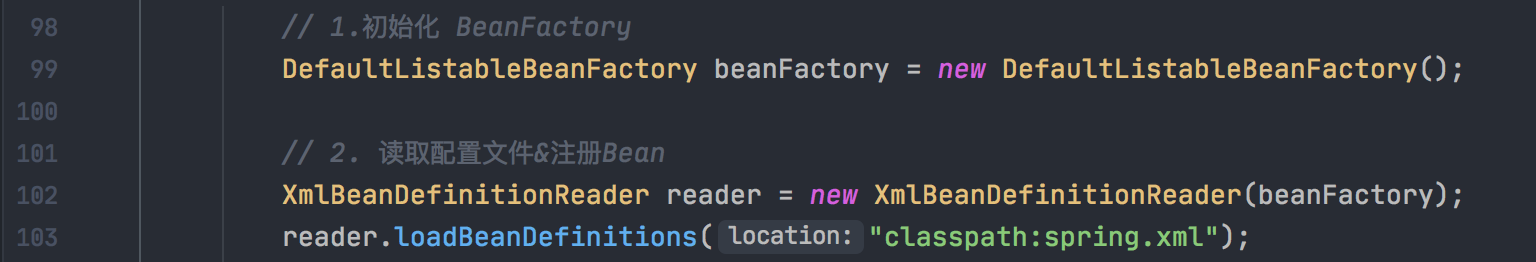 98 // 1.初始化 BeanFactory
99 DefaultListableBeanFactory beanFactory = new DefaultListableBeanFactory();
100
101 // 2. 读取配置文件&注册Bean
102 XmlBeanDefinitionReader reader = new XmlBeanDefinitionReader(beanFactory);
103 reader.loadBeanDefinitions( location: "classpath:spring.xml");